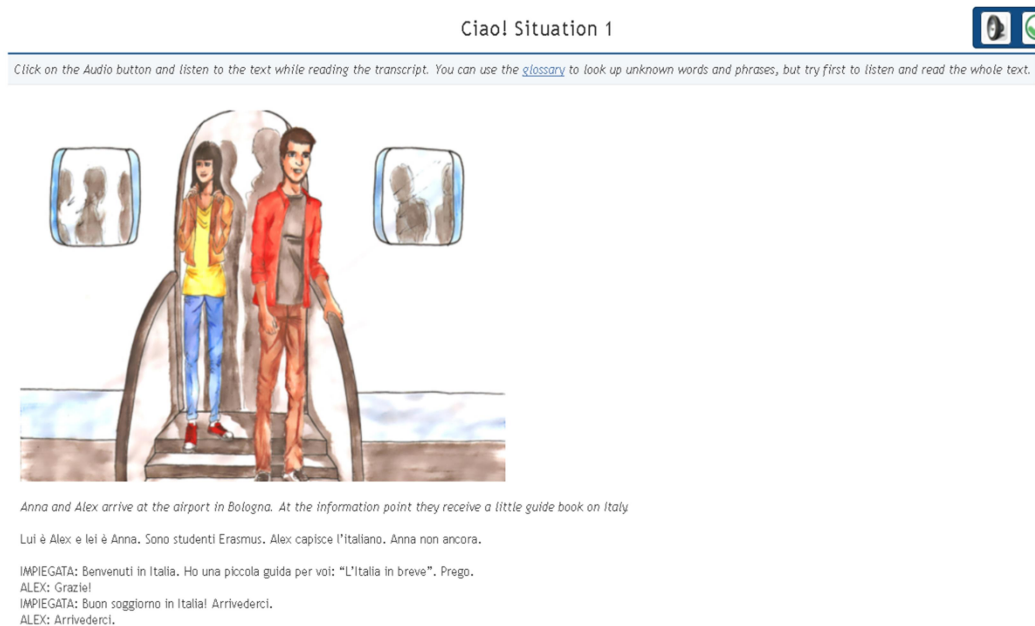 Ciao! Situation 1
Click on the Audio button and listen to the text while reading the transcript. You can use the glossary to look up unknown words and phrases, but try first to listen and read the whole text.
Anna and Alex arrive at the airport in Bologna. At the information point they receive a little guide book on Italy.
Lui è Alex e lei è Anna. Sono studenti Erasmus. Alex capisce l'italiano. Anna non ancora.
IMPIEGATA: Benvenuti in Italia. Ho una piccola guida per voi: “L'Italia in breve”. Prego.
ALEX: Grazie!
IMPIEGATA: Buon soggiorno in Italia! Arrivederci.
ALEX: Arrivederci.